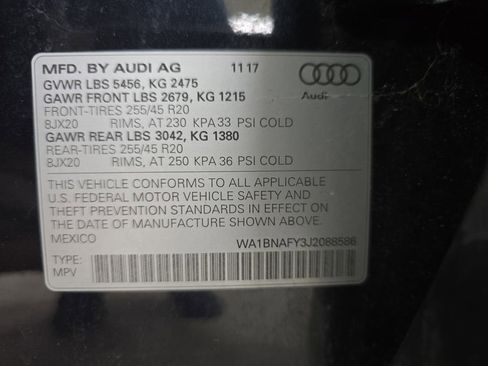 MFD. BY AUDI AG 11 17
GVWR LBS 5456, KG 2475
GAWR FRONT LBS 2679, KG 1215
FRONT-TIRES 255/45 R20
8JX20 RIMS, AT 230 KPA 33 PSI COLD
GAWR REAR LBS 3042, KG 1380
REAR-TIRES 255/45 R20
8JX20 RIMS, AT 250 KPA 36 PSI COLD
Audi
THIS VEHICLE CONFORMS TO ALL APPLICABLE
U.S. FEDERAL MOTOR VEHICLE SAFETY AND
THEFT PREVENTION STANDARDS IN EFFECT ON
THE DATE OF MANUFACTURE SHOWN ABOVE.
MEXICO WA1BNAFY3J2088586
TYPE:
MPV